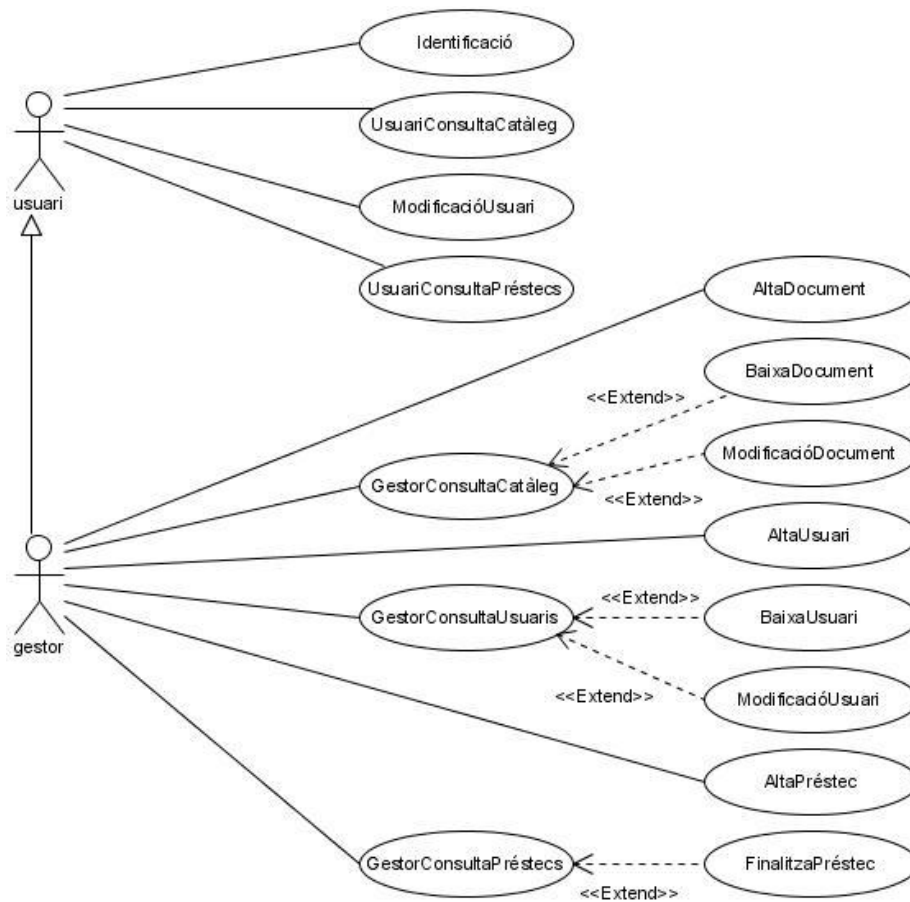 Identificació
UsuariConsultaCatàleg
usuari
ModificacióUsuari
UsuariConsultaPréstecs
AltaDocument
BaixaDocument
<<Extend>>
ModificacióDocument
GestorConsultaCatàleg
<<Extend>>
AltaUsuari
<<Extend>>
GestorConsultaUsuaris
BaixaUsuari
gestor
<<Extend>>
ModificacióUsuari
AltaPréstec
GestorConsultaPréstecs
FinalitzaPréstec
<<Extend>>